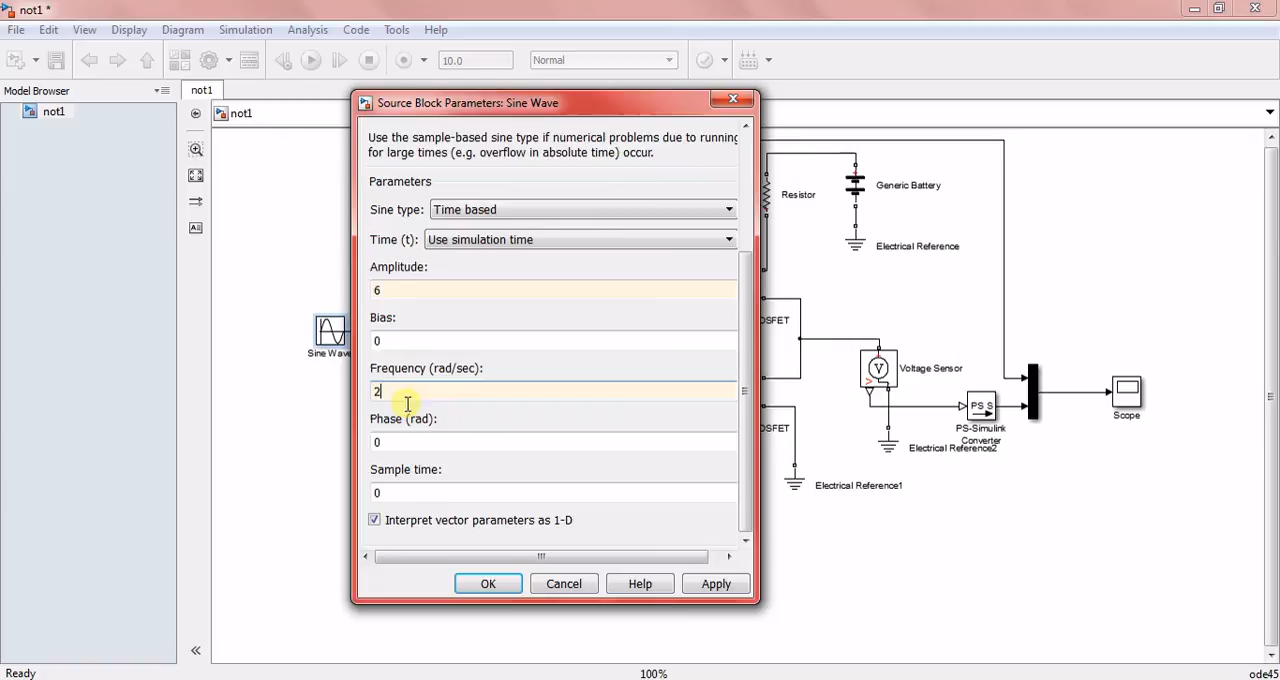 not1 *
File Edit View Display Diagram Simulation Analysis Code Tools Help
10.0
Normal
Model Browser
not1
not1
not1
Source Block Parameters: Sine Wave
Use the sample-based sine type if numerical problems due to running
for large times (e.g. overflow in absolute time) occur.
Parameters
Sine type:
Time based
Time (t):
Use simulation time
Amplitude:
6
Bias:
0
Frequency (rad/sec):
2
Phase (rad):
0
Sample time:
0
Interpret vector parameters as 1-D
OK
Cancel
Help
Apply
Sine Wave
Resistor
Generic Battery
Electrical Reference
OSFET
V
Voltage Sensor
PS S
PS-Simulink
Converter
Scope
OSFET
Electrical Reference2
Electrical Reference1
Ready
100%
ode45